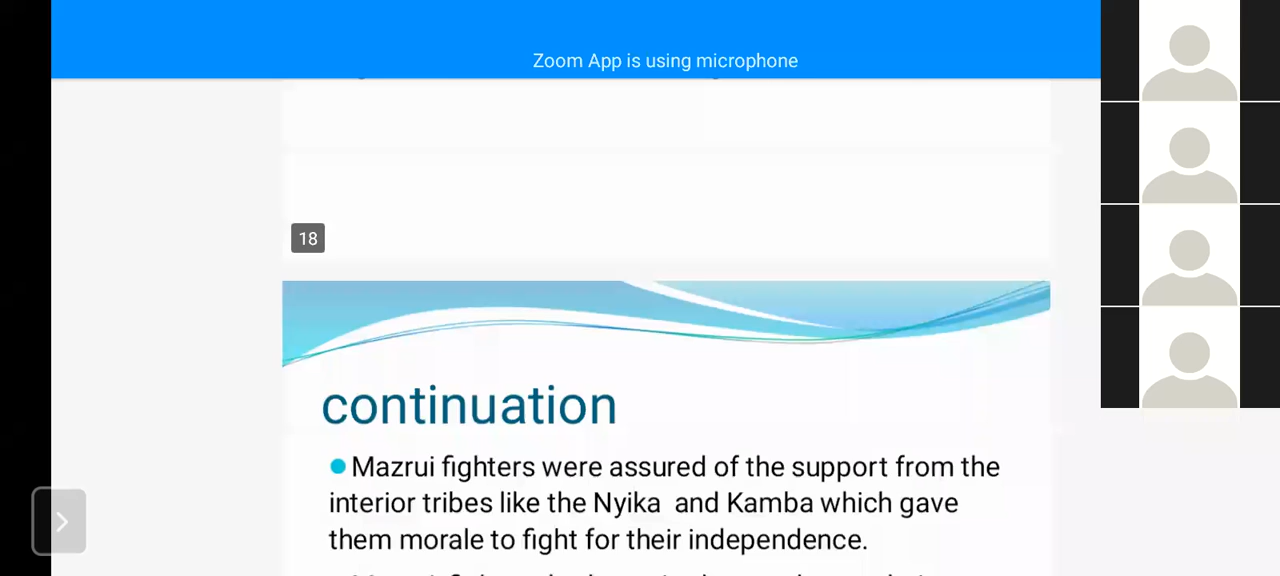 Zoom App is using microphone
18
continuation
Mazrui fighters were assured of the support from the
interior tribes like the Nyika and Kamba which gave
them morale to fight for their independence.